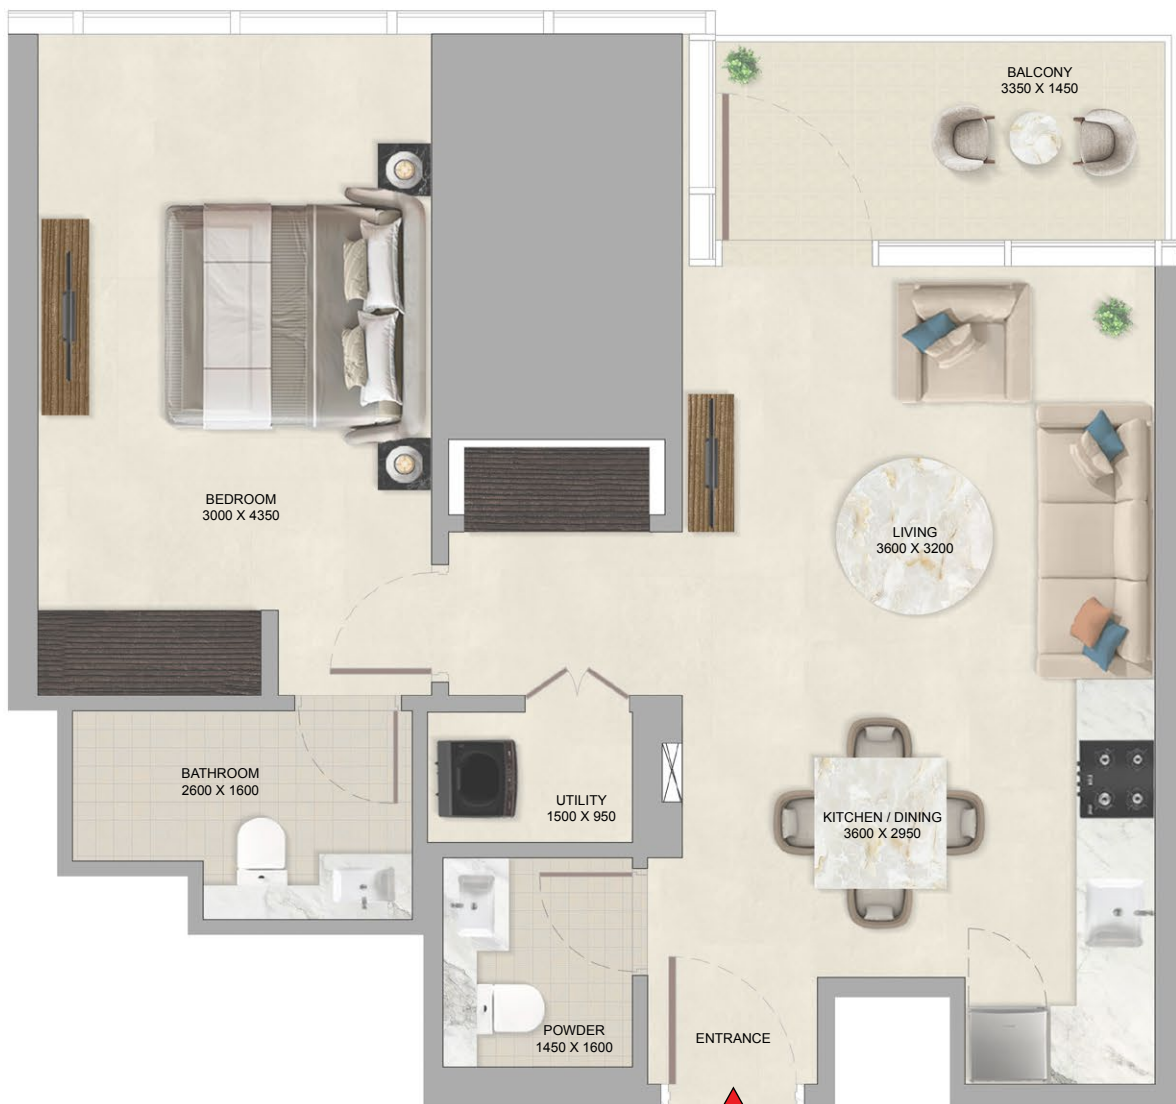 BALCONY
3350 X 1450
BEDROOM
3000 X 4350
LIVING
3600 X 3200
BATHROOM
2600 X 1600
UTILITY
1500 X 950
KITCHEN / DINING
3600 X 2950
POWDER
1450 X 1600
ENTRANCE